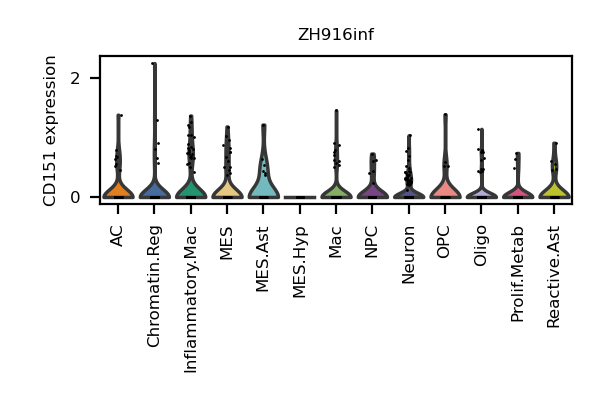 ZH916inf
CD151 expression
2
0
AC
Chromatin.Reg
Inflammatory.Mac
MES
MES.Ast
MES.Hyp
Mac
NPC
Neuron
OPC
Oligo
Prolif.Metab
Reactive.Ast